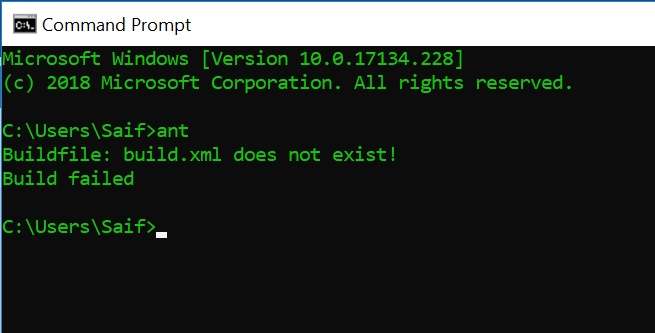 Command Prompt
Microsoft Windows [Version 10.0.17134.228]
(c) 2018 Microsoft Corporation. All rights reserved.
C:\Users\Saif>ant
Buildfile: build.xml does not exist!
Build failed
C:\Users\Saif>